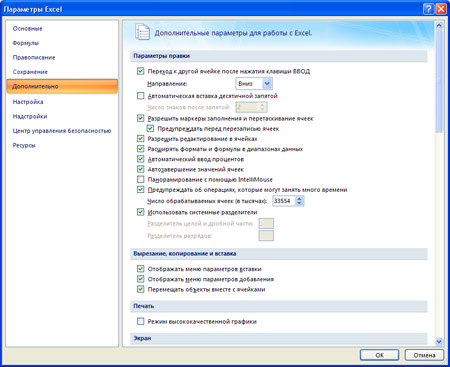 Параметры Excel
Основные
Формулы
Правописание
Сохранение
Дополнительно
Настройка
Надстройки
Центр управления безопасностью
Ресурсы
Дополнительные параметры для работы с Excel.
Параметры правки
Переход к другой ячейке после нажатия клавиши ВВОД
Направление: Вниз
Автоматическая вставка десятичной запятой
Число знаков после запятой: 2
Разрешить маркеры заполнения и перетаскивание ячеек
Предупреждать перед перезаписью ячеек
Разрешить редактирование в ячейках
Расширять форматы и формулы в диапазонах данных
Автоматический ввод процентов
Автозавершение значений ячеек
Панорамирование с помощью IntelliMouse
Предупреждать об операциях, которые могут занять много времени
Число обрабатываемых ячеек (в тысячах): 33554
Использовать системные разделители
Разделитель целой и дробной части:
Разделитель разрядов:
Вырезание, копирование и вставка
Отображать меню параметров вставки
Отображать меню параметров добавления
Перемещать объекты вместе с ячейками
Печать
Режим высококачественной графики
Экран
ОК Отмена